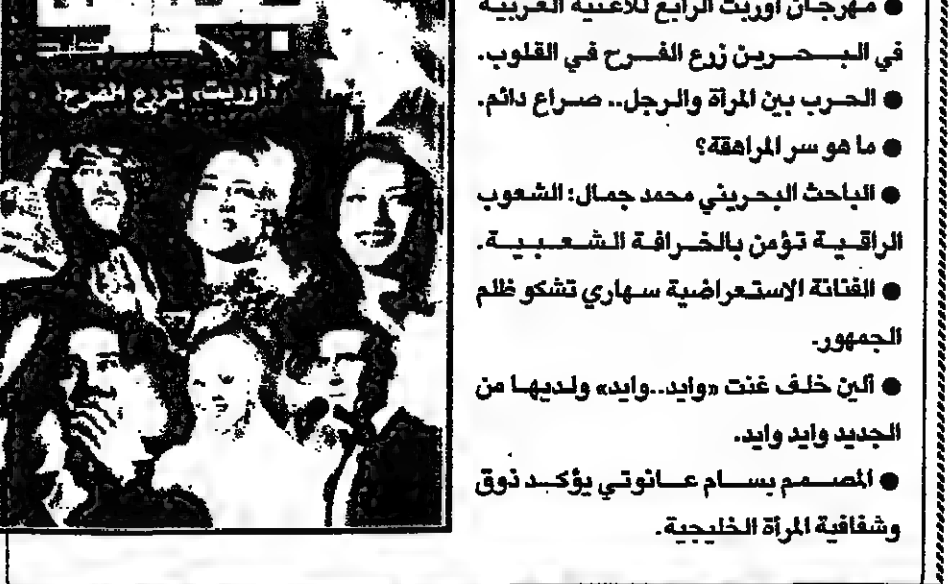 ● مهرجان أوربت الرابع للأغنية العربية
في البحرين زرع الفرح في القلوب.
● الحرب بين المرأة والرجل.. صراع دائم.
● ما هو سر المراهقة؟
● الباحث البحريني محمد جمال: الشعوب
الراقية تؤمن بالخرافة الشعبية.
● الفنانة الاستعراضية سهاري تشكو ظلم
الجمهور.
● ألين خلف غنت «وايد..وايد» ولديها من
الجديد وايد وايد.
● المصمم بسام عانوتي يؤكد ذوق
وشفافية المرأة الخليجية.
«أوربت» تزرع الفرح!